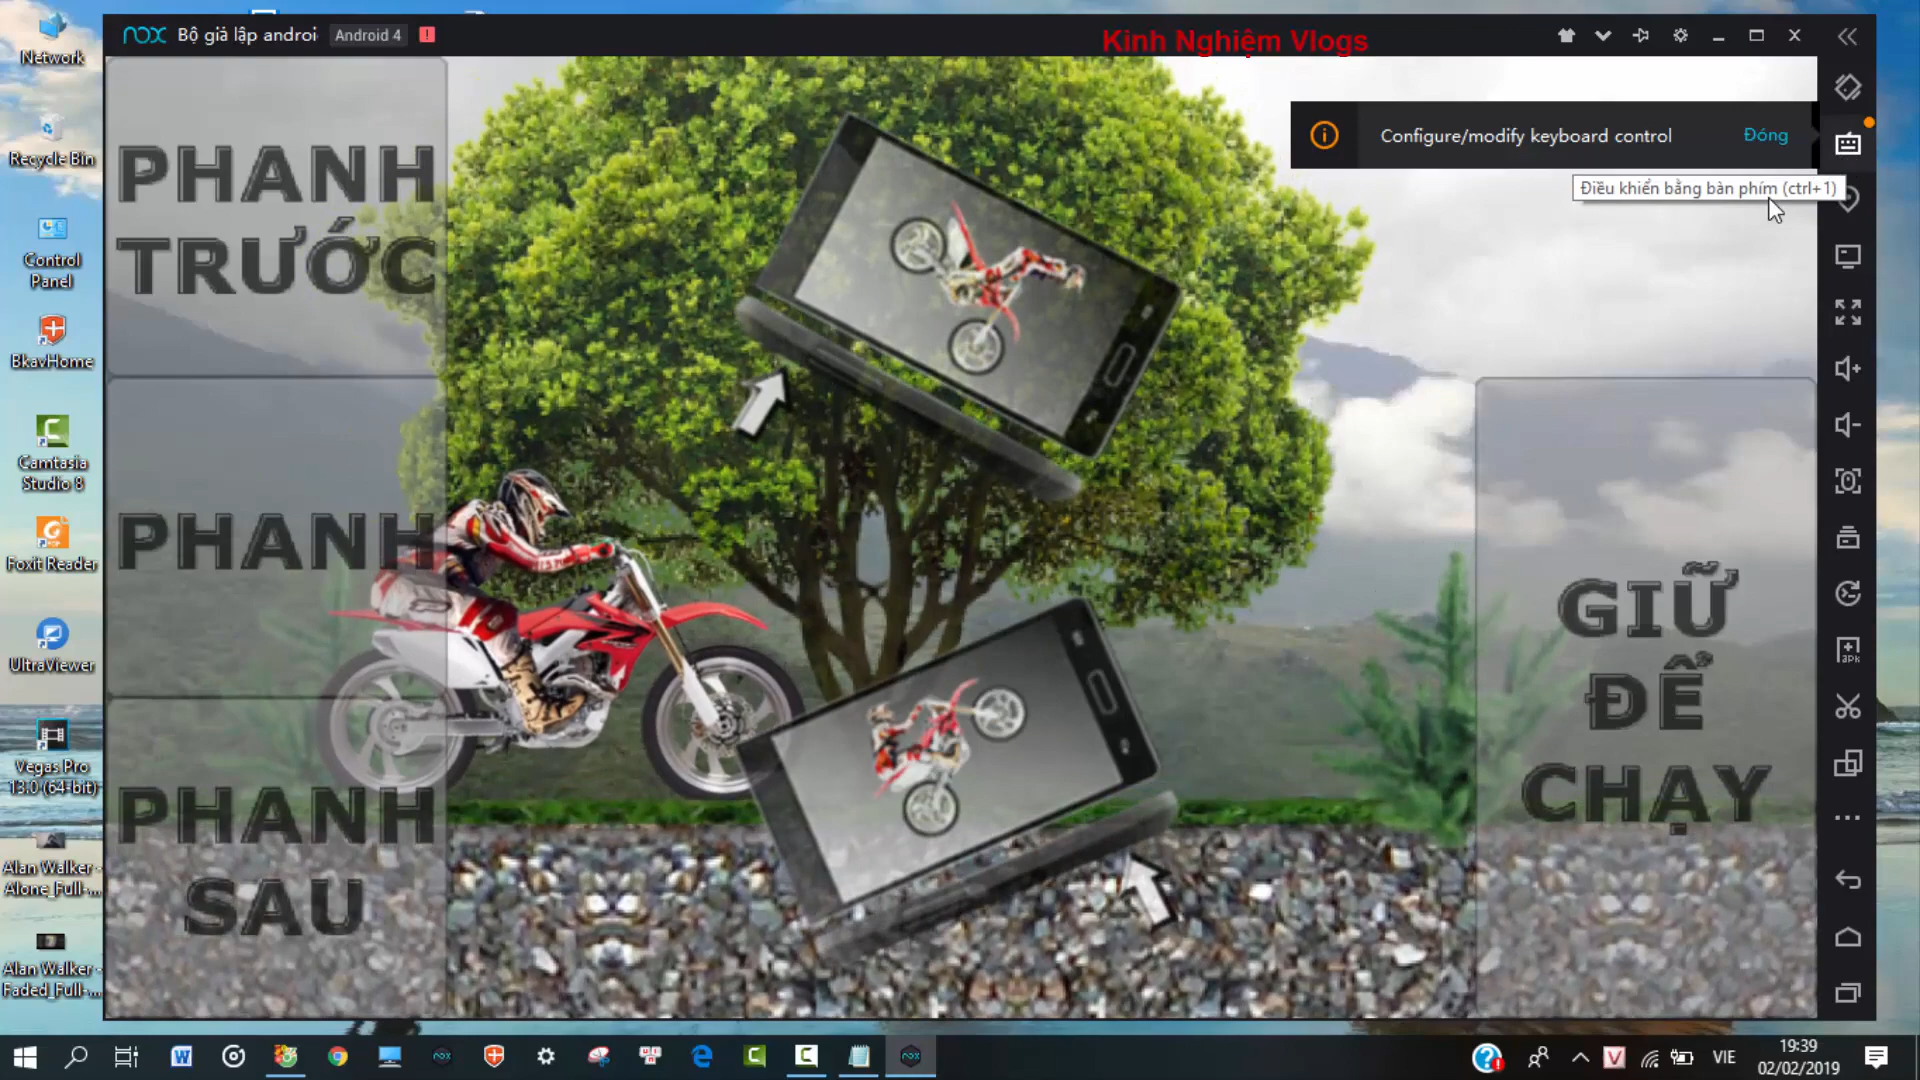 Network
Recycle Bin
Control
Panel
BkavHome
Camtasia
Studio 8
Foxit Reader
UltraViewer
Vegas Pro
13.0 (64-bit)
Alan Walker -
Alone_Full-...
Alan Walker -
Faded_Full-...
nox
Bộ giả lập androi
Android 4
Kinh Nghiệm Vlogs
Configure/modify keyboard control
Đóng
Điều khiển bằng bàn phím (ctrl+1)
PHANH
TRƯỚC
PHANH
PHANH
SAU
GIỮ
ĐỂ
CHẠY
VIE
19:39
02/02/2019